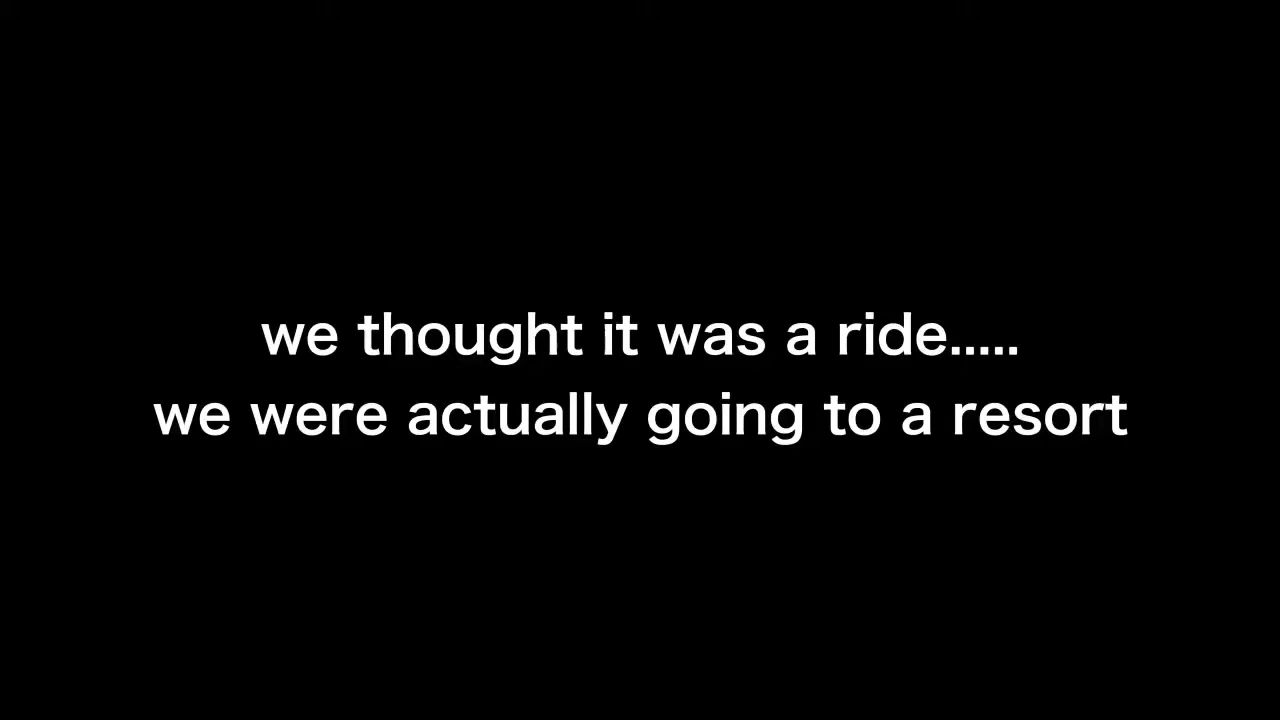 we thought it was a ride.....
we were actually going to a resort